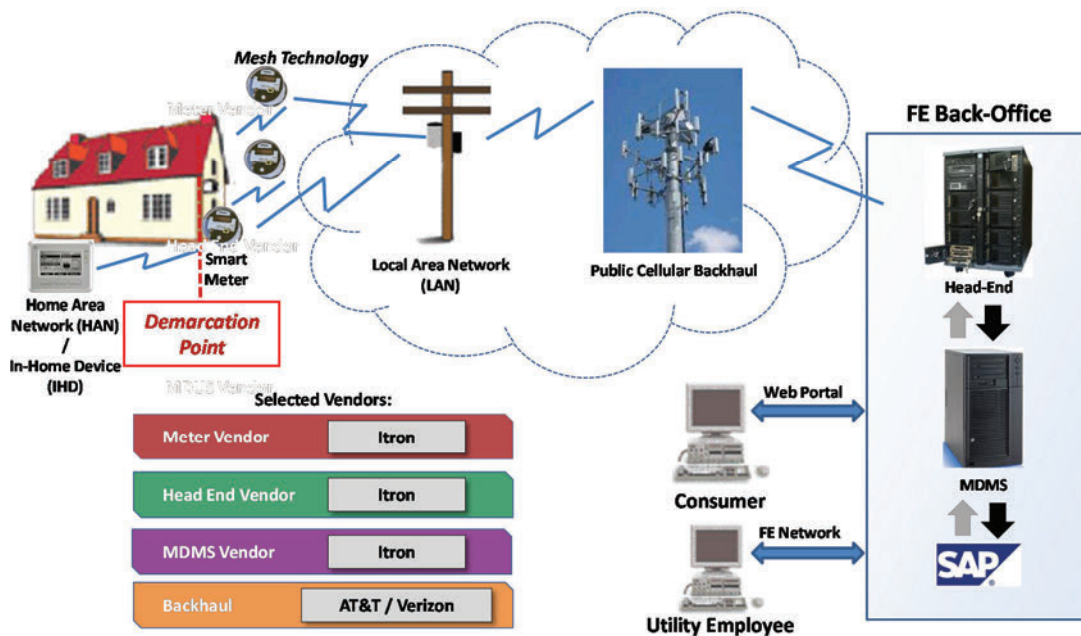 Mesh Technology
Meter Vendor
Head End Vendor
Smart
Meter
Home Area
Network (HAN)
/
In-Home Device
(IHD)
Demarcation
Point
Local Area Network
(LAN)
Public Cellular Backhaul
FE Back-Office
Head-End
MDMS
SAP®
MDUS Vendor
Selected Vendors:
Meter Vendor Itron
Head End Vendor Itron
MDMS Vendor Itron
Backhaul AT&T / Verizon
Web Portal
Consumer
FE Network
Utility Employee